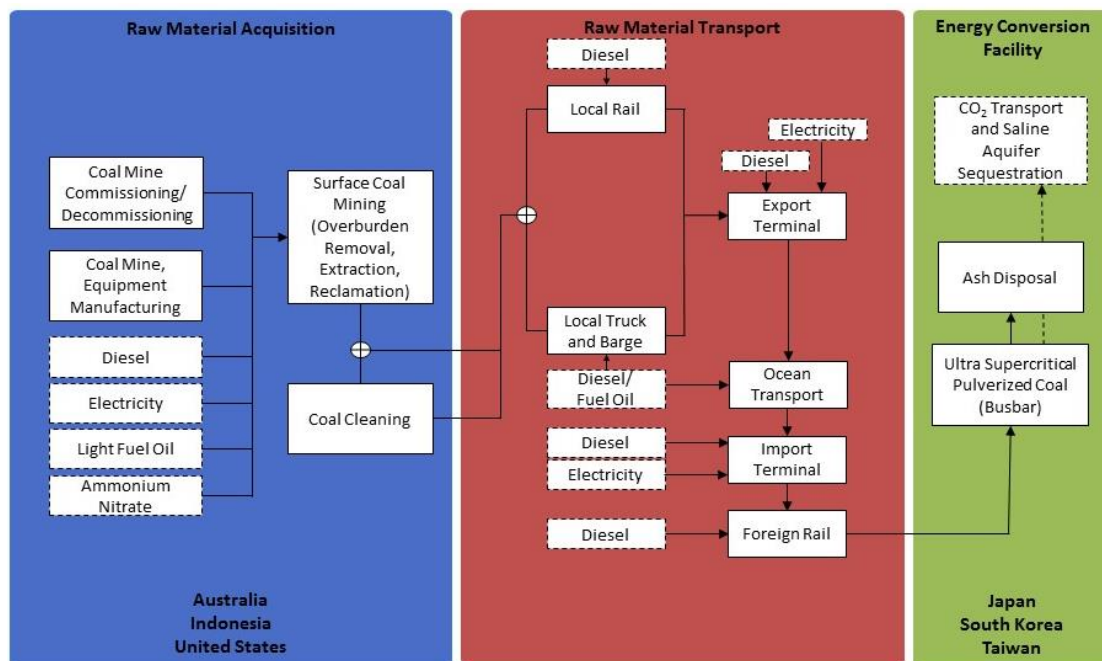 Raw Material Acquisition
Coal Mine
Commissioning/
Decommissioning
Coal Mine,
Equipment
Manufacturing
Diesel
Electricity
Light Fuel Oil
Ammonium
Nitrate
Surface Coal
Mining
(Overburden
Removal,
Extraction,
Reclamation)
Coal Cleaning
Australia
Indonesia
United States
Raw Material Transport
Diesel
Local Rail
Electricity
Diesel
Export
Terminal
Local Truck
and Barge
Diesel/
Fuel Oil
Ocean
Transport
Diesel
Electricity
Import
Terminal
Diesel
Foreign Rail
Energy Conversion
Facility
CO₂ Transport
and Saline
Aquifer
Sequestration
Ash Disposal
Ultra Supercritical
Pulverized Coal
(Busbar)
Japan
South Korea
Taiwan